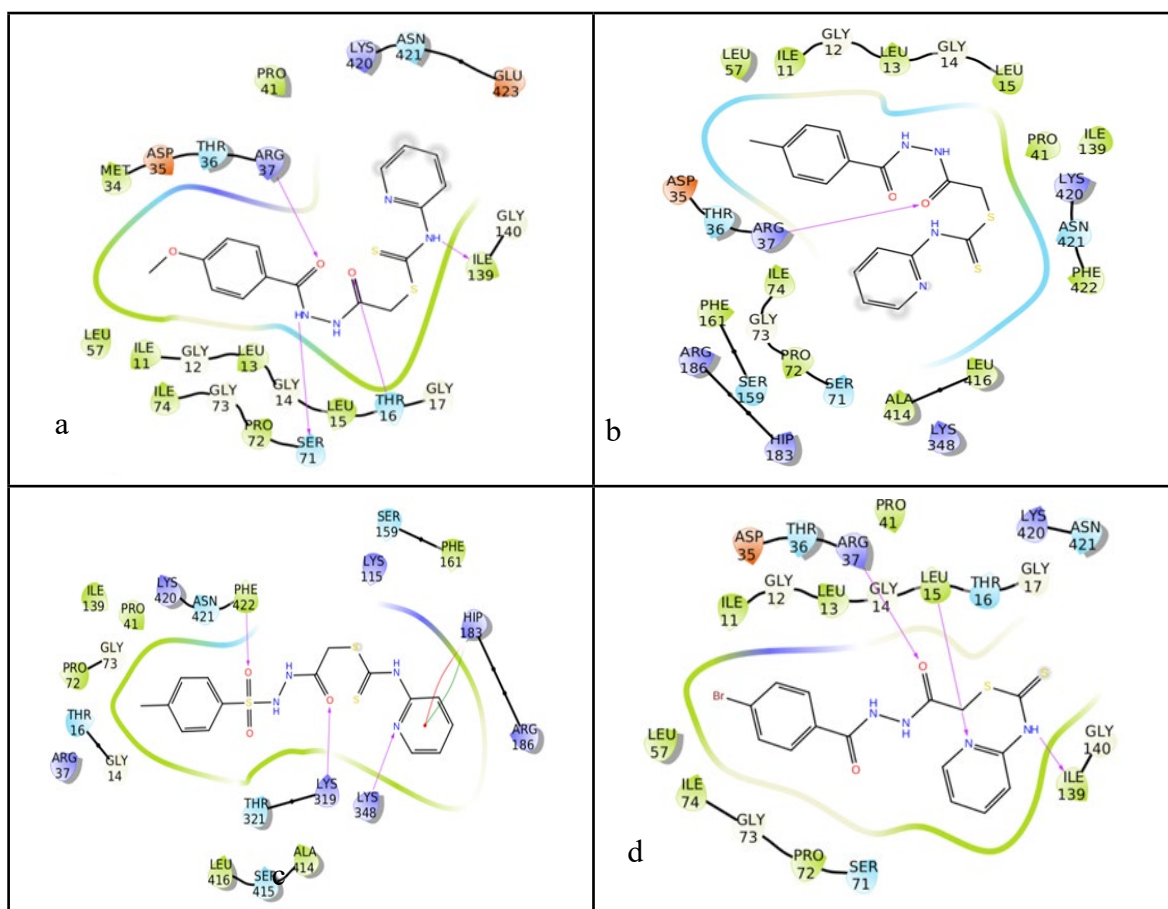 LYS 420
ASN 421
GLU 423
PRO 41
MET 34
ASP 35
THR 36
ARG 37
N
GLY 140
ILE 139
O
O
O
S
NH
S
HN
NH
LEU 57
ILE 11
GLY 12
LEU 13
GLY 14
LEU 15
THR 16
GLY 17
ILE 74
GLY 73
PRO 72
SER 71
a
LEU 57
ILE 11
GLY 12
LEU 13
GLY 14
LEU 15
PRO 41
ILE 139
LYS 420
ASN 421
PHE 422
ASP 35
THR 36
ARG 37
H
N
NH
O
O
S
H
N
S
N
ILE 74
PHE 161
GLY 73
PRO 72
SER 71
ARG 186
SER 159
HIP 183
LEU 416
ALA 414
LYS 348
b
SER 159
PHE 161
LYS 115
ILE 139
PRO 41
LYS 420
ASN 421
PHE 422
HIP 183
GLY 73
PRO 72
THR 16
GLY 14
ARG 37
O
S
O
H
N
N
H
O
S
S
H
N
N
ARG 186
THR 321
LYS 319
LYS 348
LEU 416
SER 415
ALA 414
c
PRO 41
LYS 420
ASN 421
ASP 35
THR 36
ARG 37
ILE 11
GLY 12
LEU 13
GLY 14
LEU 15
THR 16
GLY 17
Br
O
H
N
N
H
O
S
S
NH
N
GLY 140
ILE 139
LEU 57
ILE 74
GLY 73
PRO 72
SER 71
d